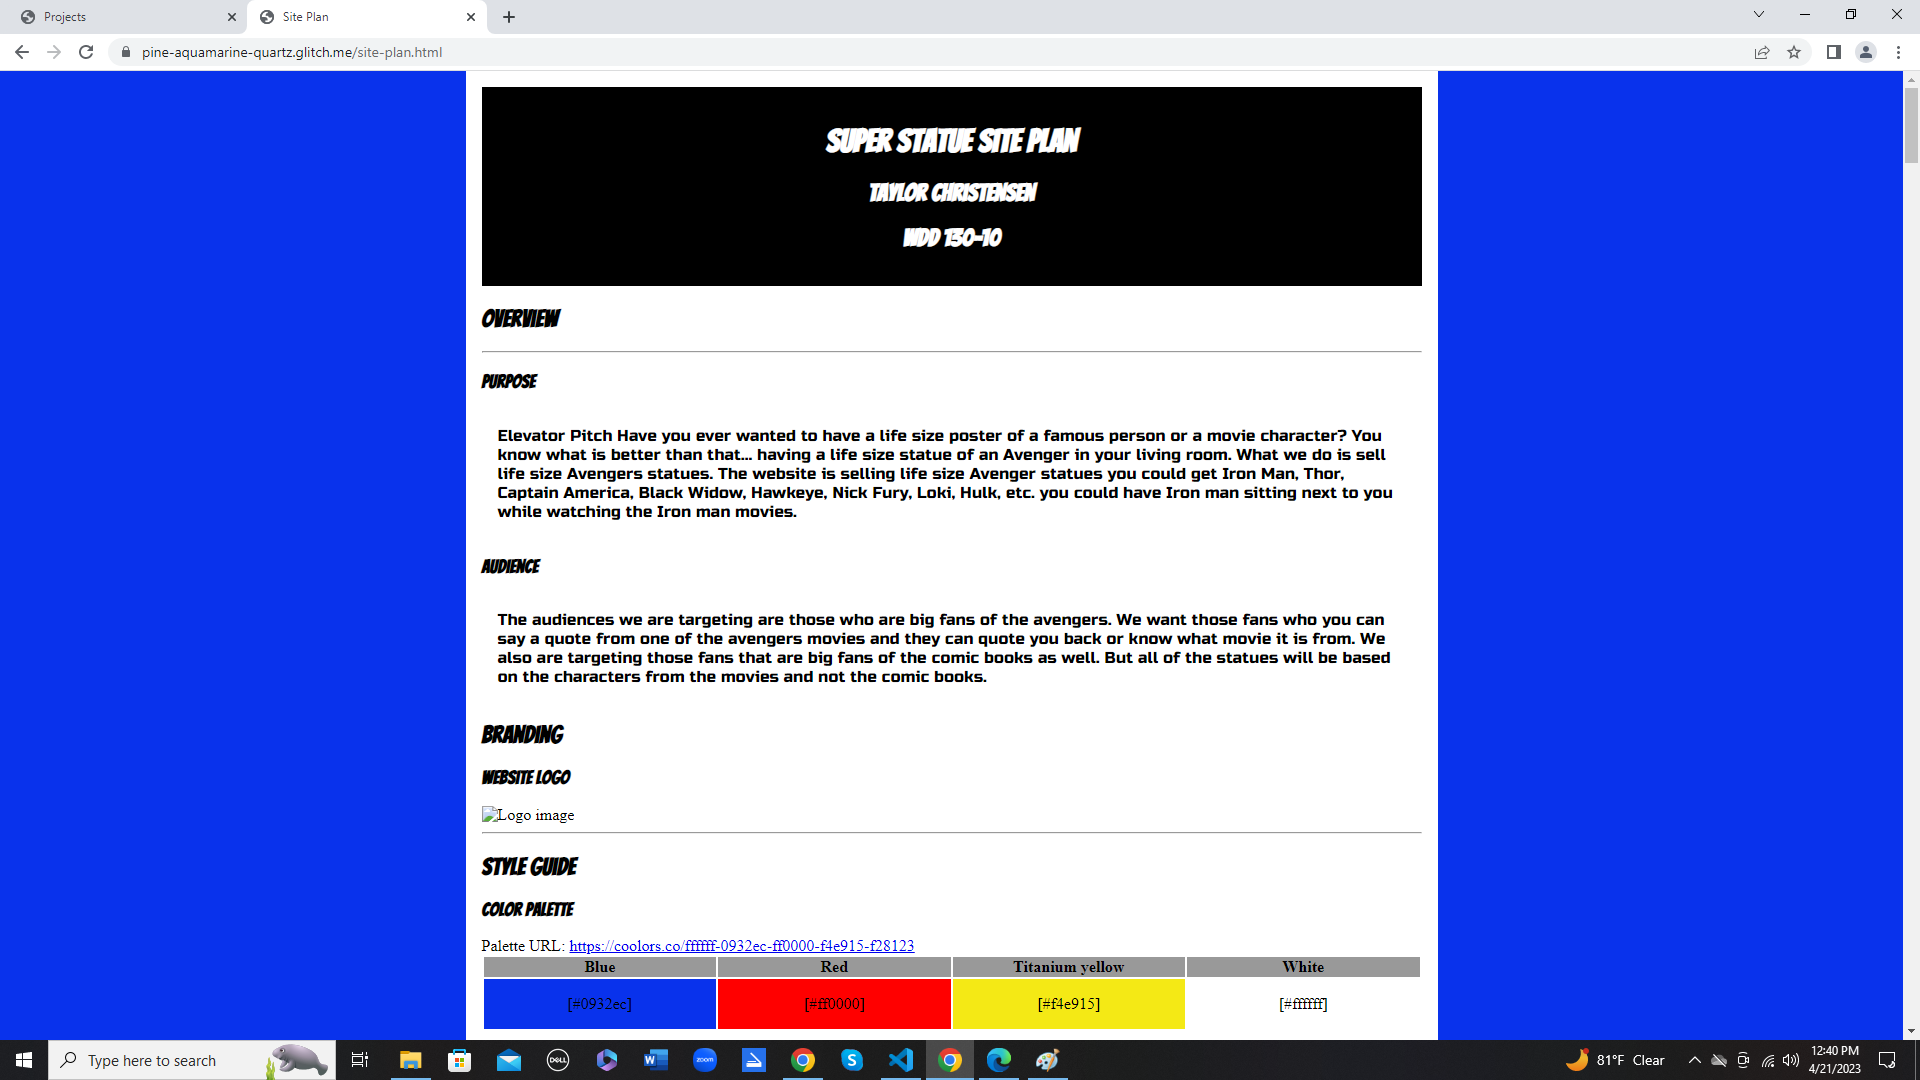 Projects
Site Plan
pine-aquamarine-quartz.glitch.me/site-plan.html
SUPER STATUE SITE PLAN
TAYLOR CHRISTENSEN
WDD 130-10
OVERVIEW
PURPOSE
Elevator Pitch Have you ever wanted to have a life size poster of a famous person or a movie character? You
know what is better than that... having a life size statue of an Avenger in your living room. What we do is sell
life size Avengers statues. The website is selling life size Avenger statues you could get Iron Man, Thor,
Captain America, Black Widow, Hawkeye, Nick Fury, Loki, Hulk, etc. you could have Iron man sitting next to you
while watching the Iron man movies.
AUDIENCE
The audiences we are targeting are those who are big fans of the avengers. We want those fans who you can
say a quote from one of the avengers movies and they can quote you back or know what movie it is from. We
also are targeting those fans that are big fans of the comic books as well. But all of the statues will be based
on the characters from the movies and not the comic books.
BRANDING
WEBSITE LOGO
Logo image
STYLE GUIDE
COLOR PALETTE
Palette URL: https://coolors.co/ffffff-0932ec-ff0000-f4e915-f28123
Blue Red Titanium yellow White
[#0932ec] [#ff0000] [#f4e915] [#ffffff]
Type here to search
DELL
zoom
81°F Clear
12:40 PM
4/21/2023